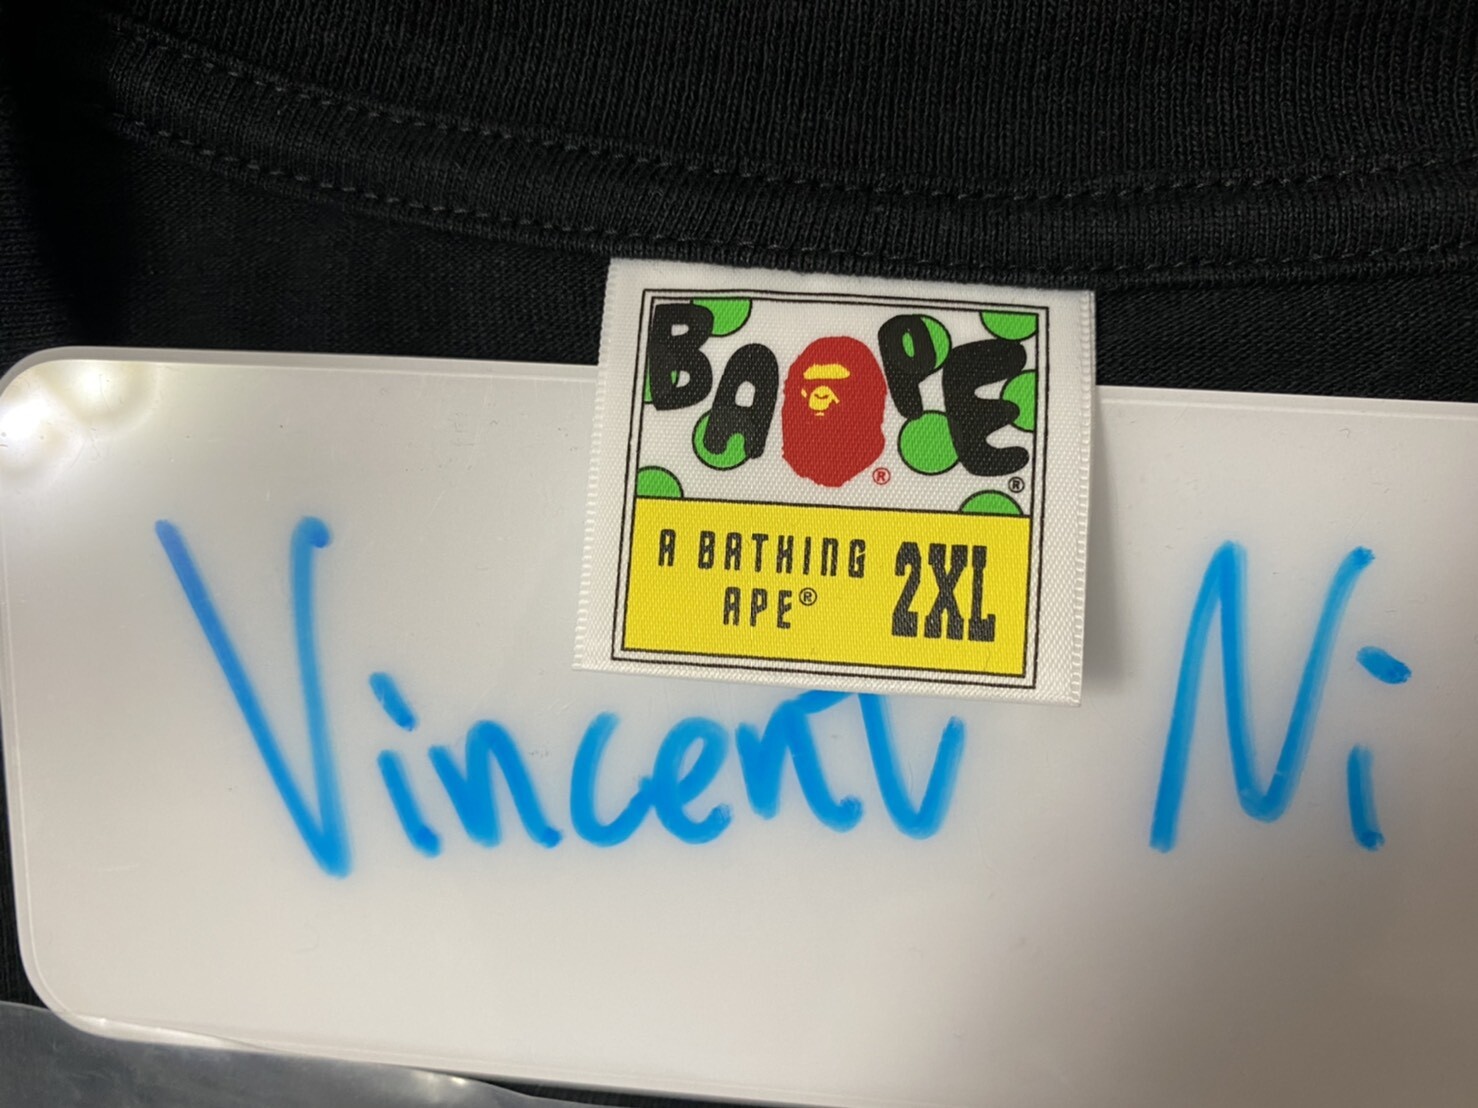 BAPE
®
®
A BATHING
APE® 2XL
Vincent Ni